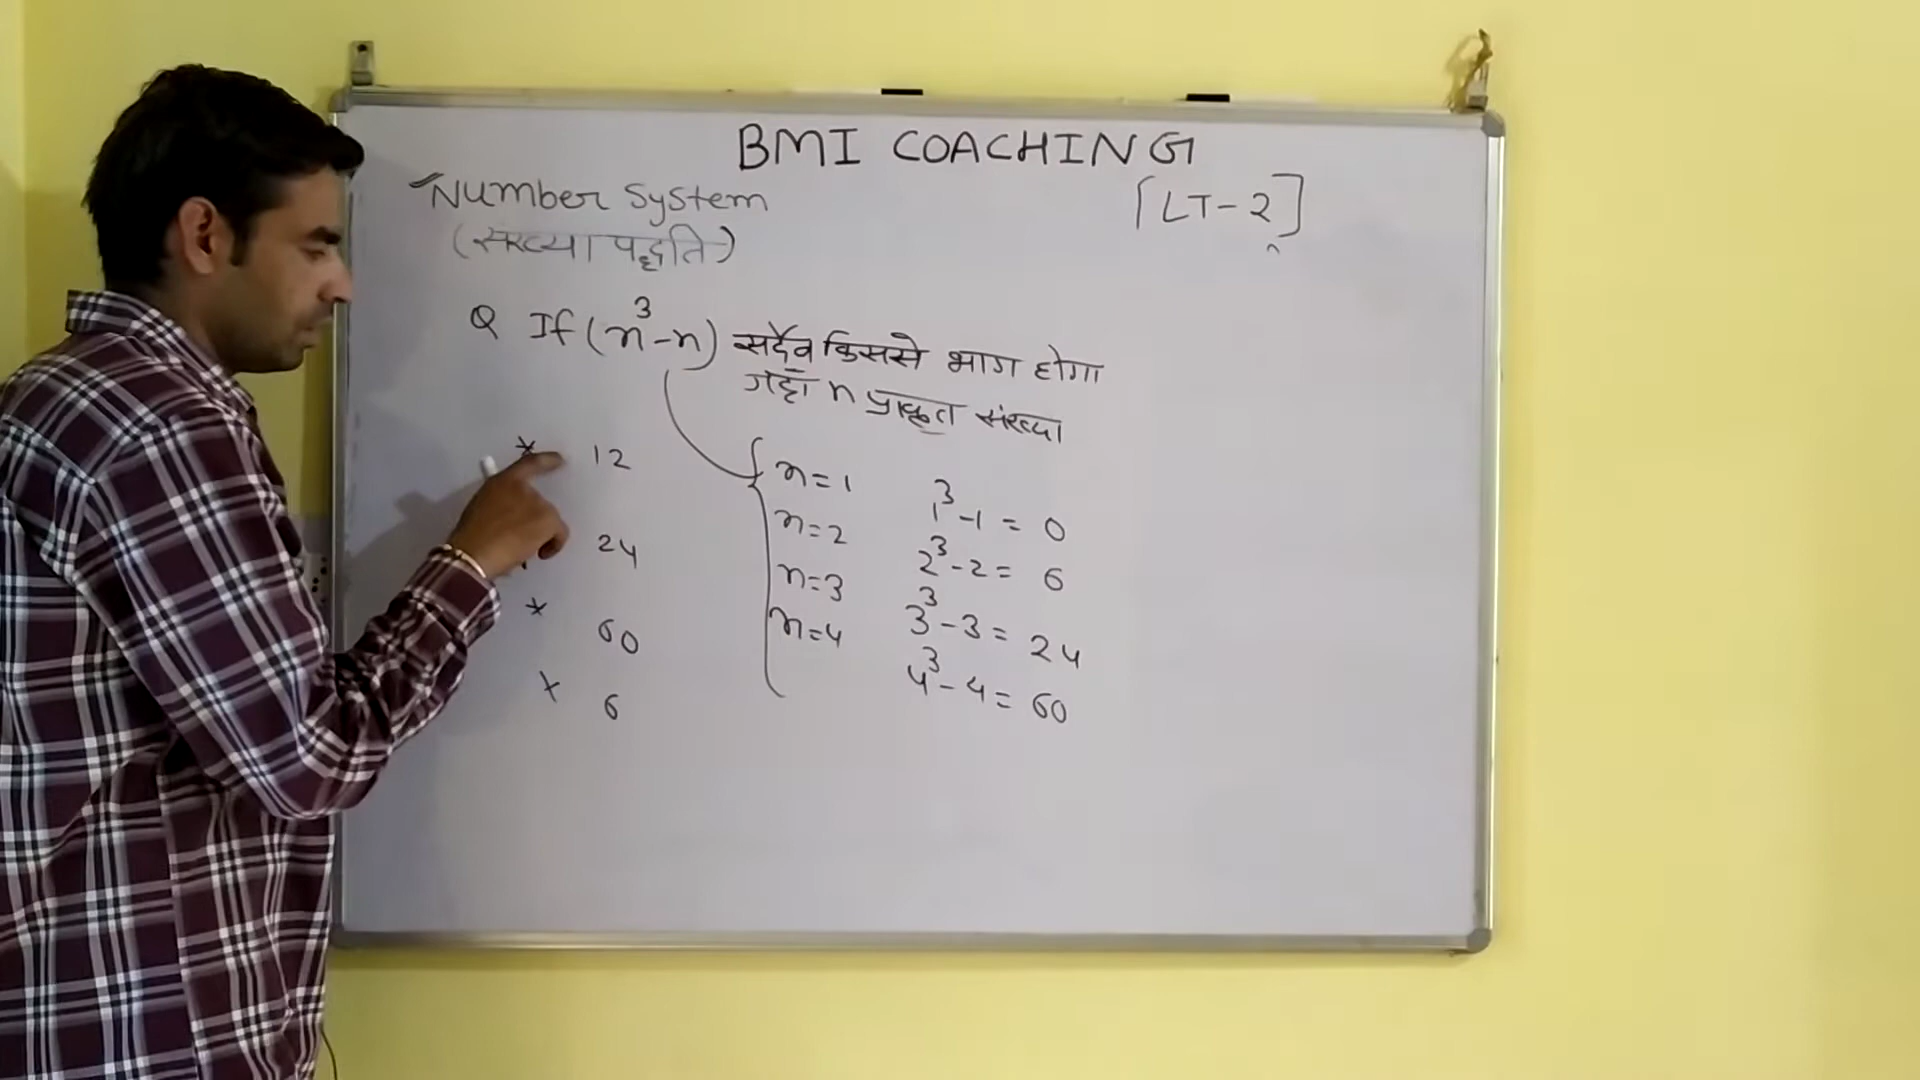 BMI COACHING
Number System
[LT-2]
(संख्या पद्धति)
Q If (n³-n) सदैव किससे भाग होगा
जहाँ n प्राकृत संख्या
* 12
24
* 60
* 6
n=1 1³-1 = 0
n=2 2³-2 = 6
n=3 3³-3 = 24
n=4 4³-4 = 60